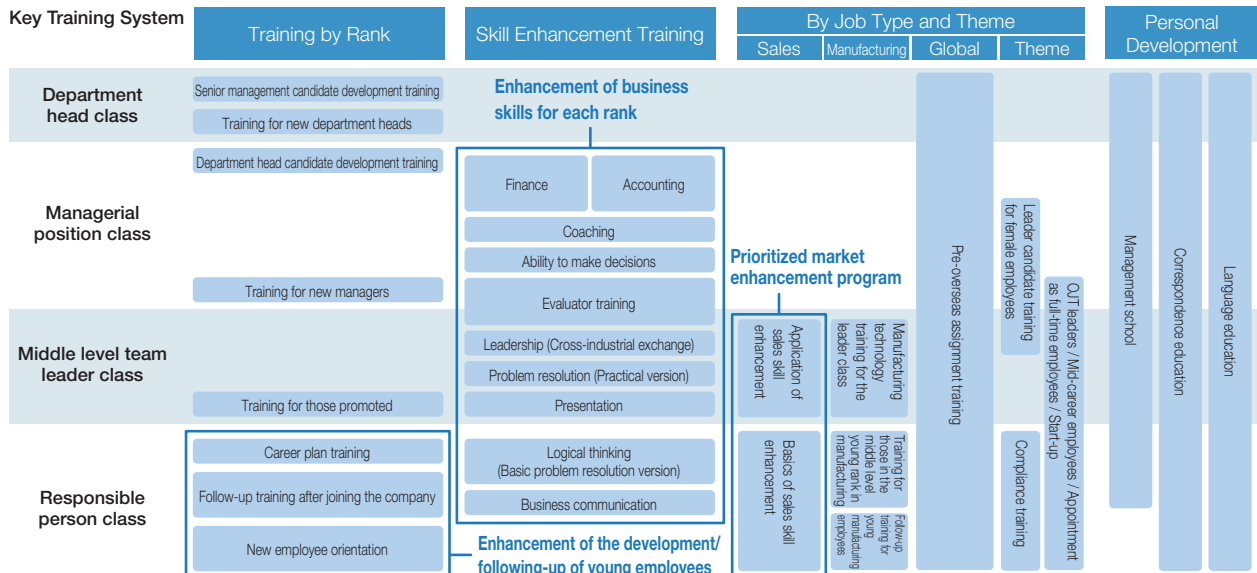 Key Training System
Training by Rank
Skill Enhancement Training
By Job Type and Theme
Sales
Manufacturing
Global
Theme
Personal
Development
Department
head class
Senior management candidate development training
Training for new department heads
Enhancement of business
skills for each rank
Managerial
position class
Department head candidate development training
Training for new managers
Finance
Accounting
Coaching
Ability to make decisions
Evaluator training
Prioritized market
enhancement program
Middle level team
leader class
Training for those promoted
Leadership (Cross-industrial exchange)
Problem resolution (Practical version)
Presentation
Application of
sales skill
enhancement
Manufacturing
technology
training for the
leader class
Responsible
person class
Career plan training
Follow-up training after joining the company
New employee orientation
Logical thinking
(Basic problem resolution version)
Business communication
Enhancement of the development/
following-up of young employees
Basics of sales skill
enhancement
Training for
those in the
middle level
young rank in
manufacturing
Follow-up
training for
young
manufacturing
employees
Pre-overseas assignment training
Leader candidate training
for female employees
OJT leaders / Mid-career employees / Appointment
as full-time employees / Start-up
Compliance training
Management school
Correspondence education
Language education